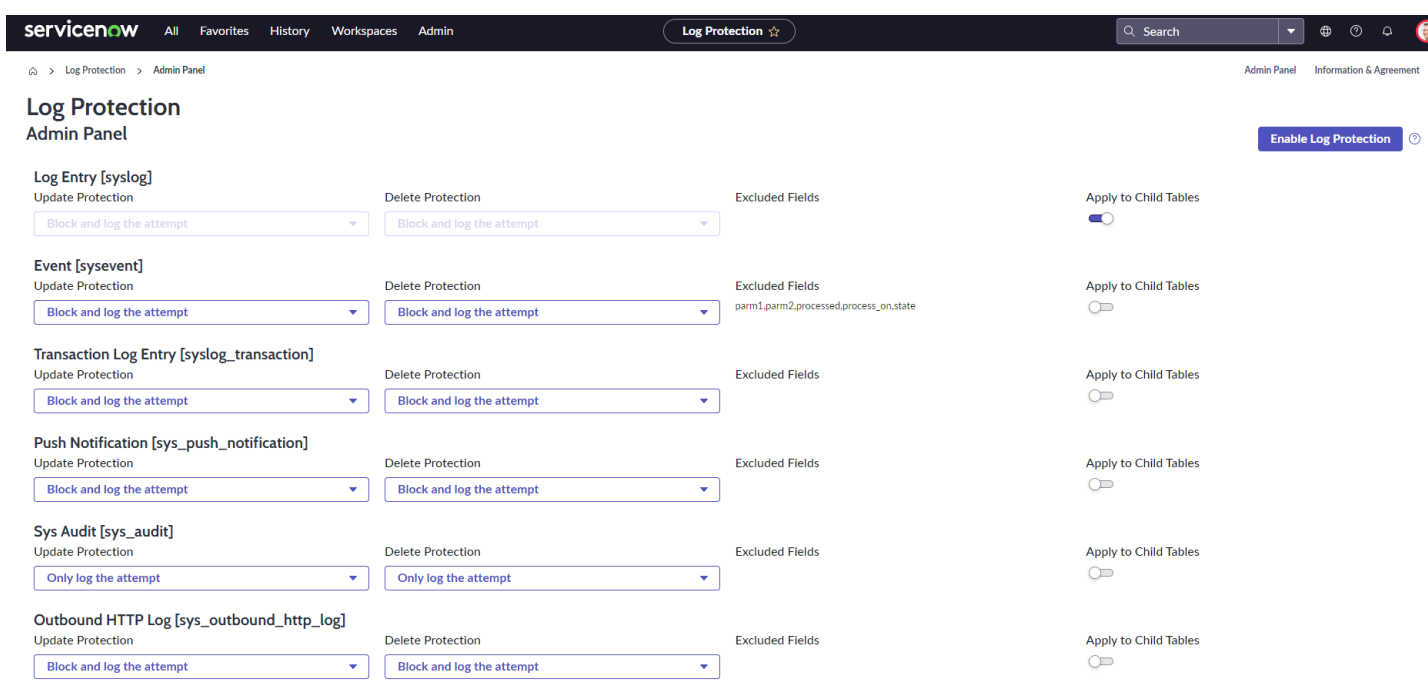 servicenow All Favorites History Workspaces Admin Log Protection Search
Log Protection > Admin Panel Admin Panel Information & Agreement
Log Protection
Admin Panel
Enable Log Protection
Log Entry [syslog]
Update Protection Delete Protection Excluded Fields Apply to Child Tables
Block and log the attempt Block and log the attempt
Event [sysevent]
Update Protection Delete Protection Excluded Fields Apply to Child Tables
Block and log the attempt Block and log the attempt parm1,parm2,processed,process_on,state
Transaction Log Entry [syslog_transaction]
Update Protection Delete Protection Excluded Fields Apply to Child Tables
Block and log the attempt Block and log the attempt
Push Notification [sys_push_notification]
Update Protection Delete Protection Excluded Fields Apply to Child Tables
Block and log the attempt Block and log the attempt
Sys Audit [sys_audit]
Update Protection Delete Protection Excluded Fields Apply to Child Tables
Only log the attempt Only log the attempt
Outbound HTTP Log [sys_outbound_http_log]
Update Protection Delete Protection Excluded Fields Apply to Child Tables
Block and log the attempt Block and log the attempt